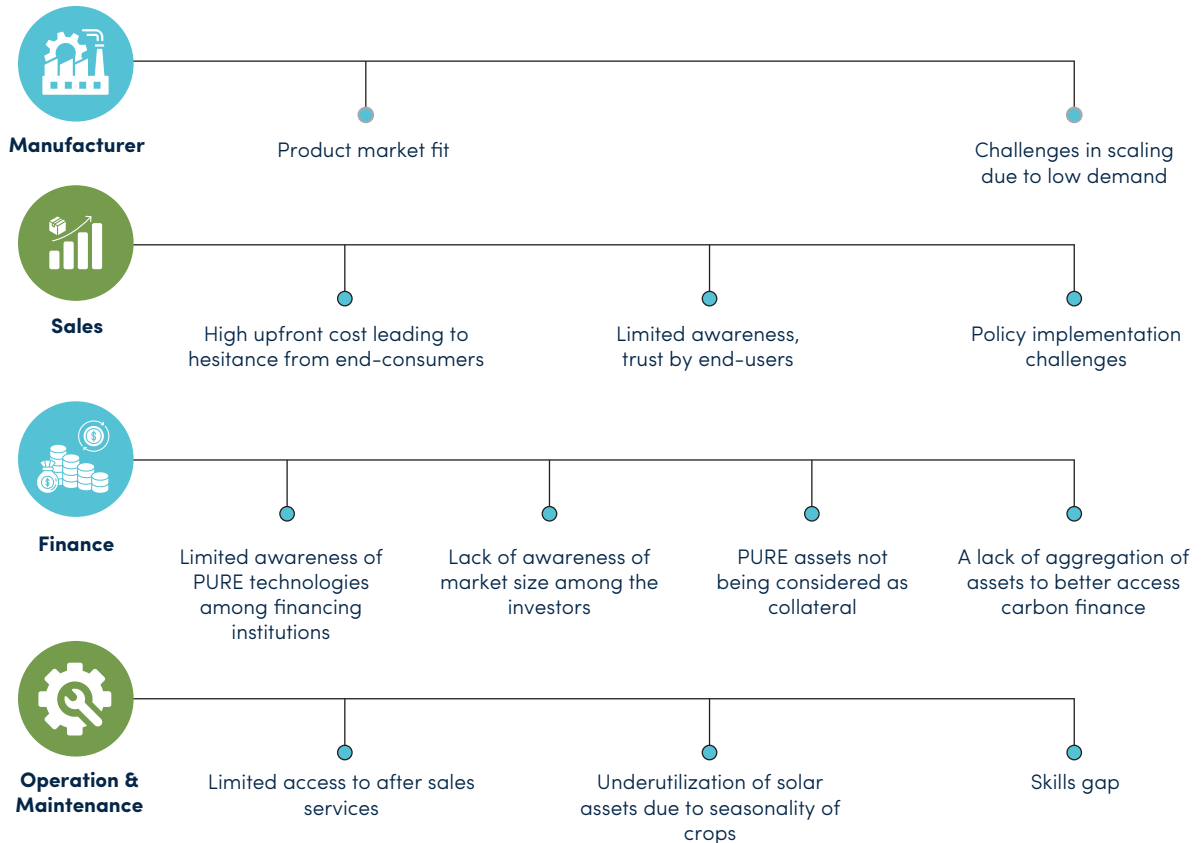 Manufacturer
Product market fit
Challenges in scaling
due to low demand
Sales
High upfront cost leading to
hesitance from end-consumers
Limited awareness,
trust by end-users
Policy implementation
challenges
Finance
Limited awareness of
PURE technologies
among financing
institutions
Lack of awareness of
market size among the
investors
PURE assets not
being considered as
collateral
A lack of aggregation of
assets to better access
carbon finance
Operation &
Maintenance
Limited access to after sales
services
Underutilization of solar
assets due to seasonality of
crops
Skills gap